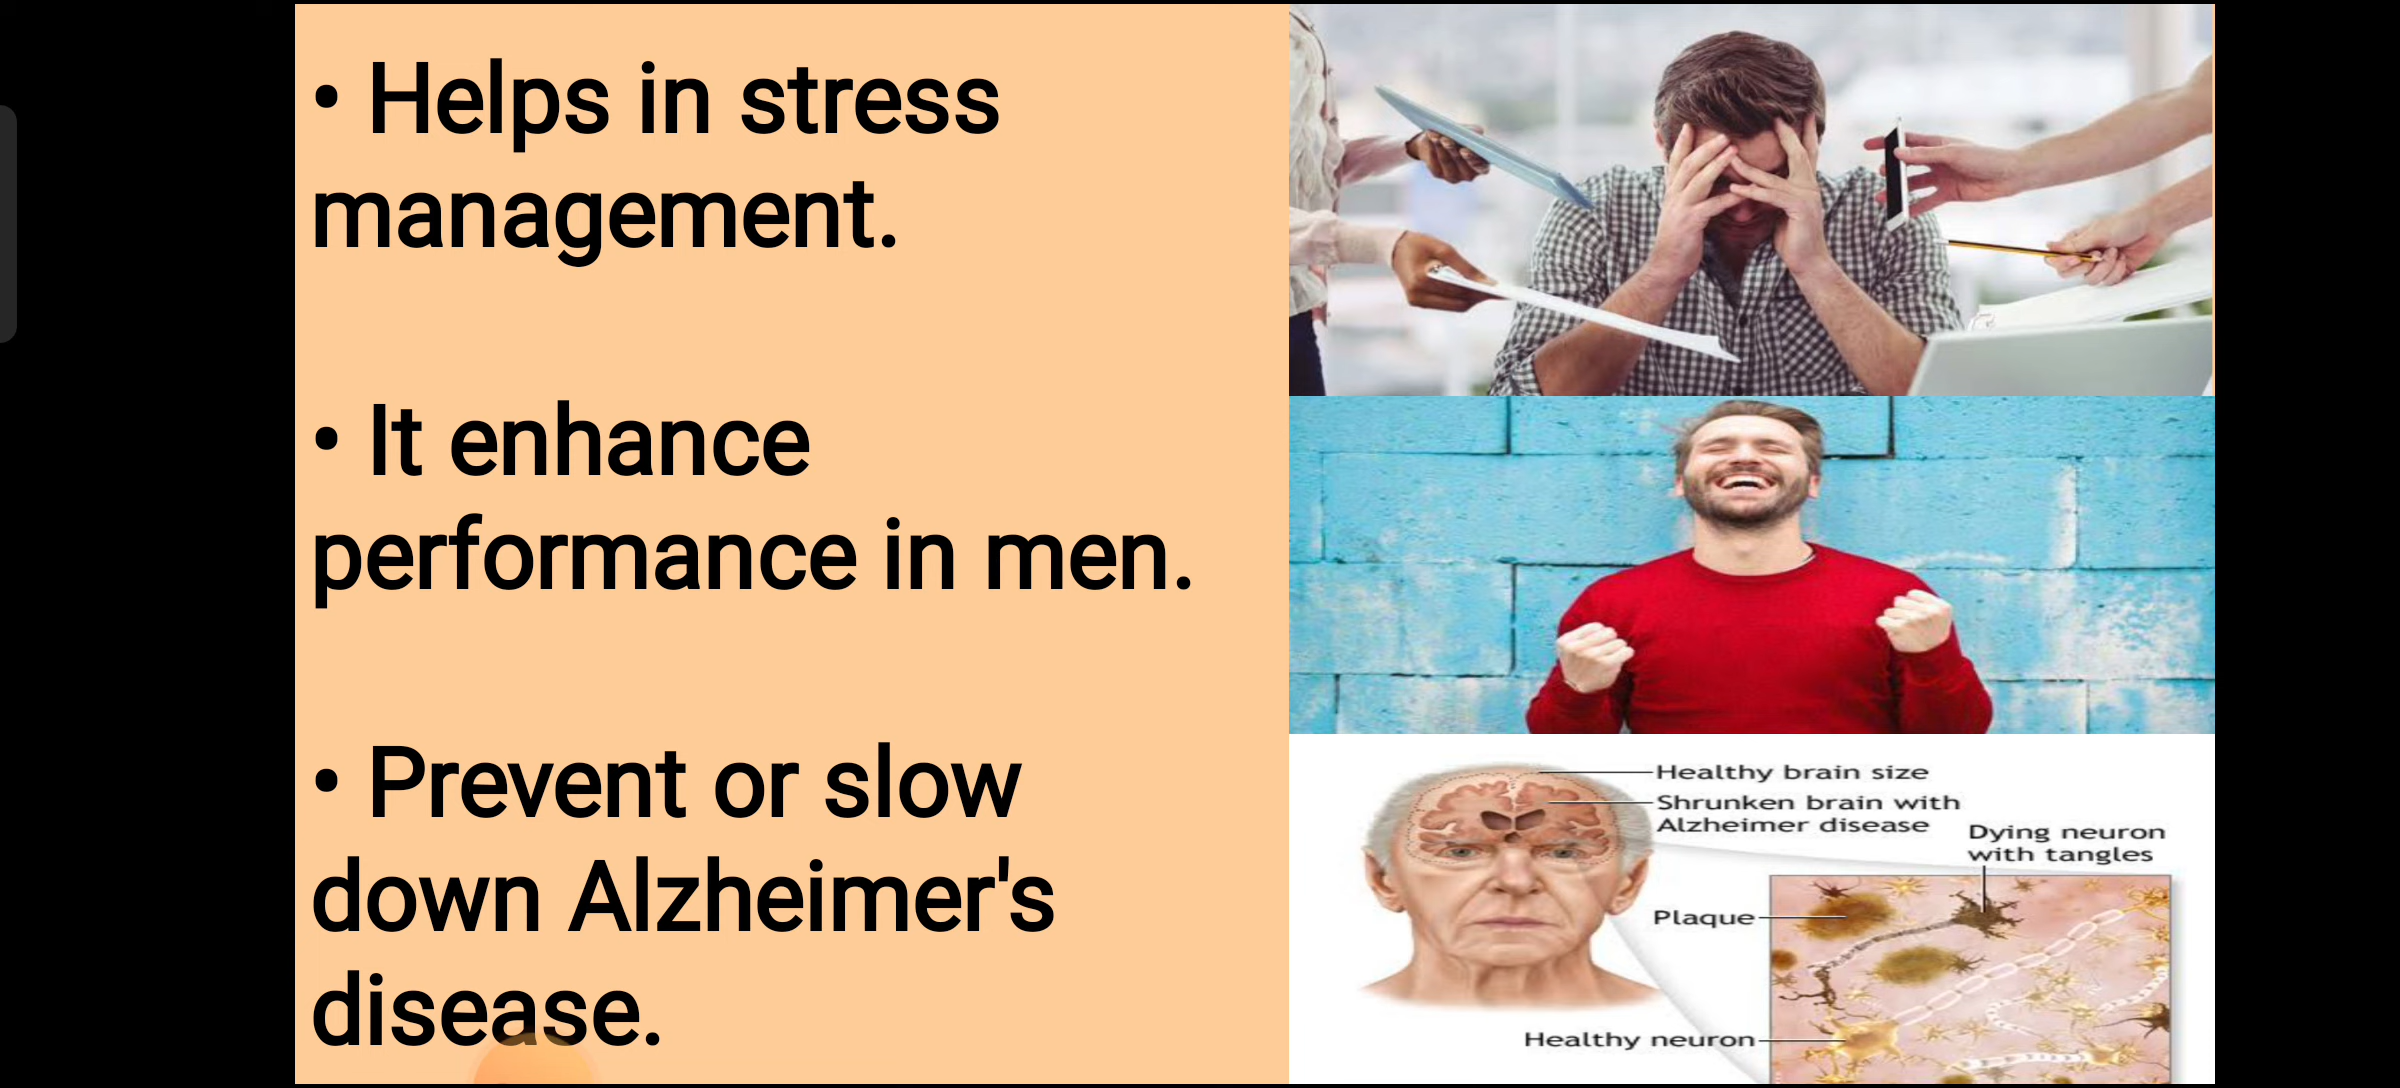 • Helps in stress
management.
• It enhance
performance in men.
• Prevent or slow
down Alzheimer's
disease.
Healthy brain size
Shrunken brain with
Alzheimer disease
Dying neuron
with tangles
Plaque
Healthy neuron